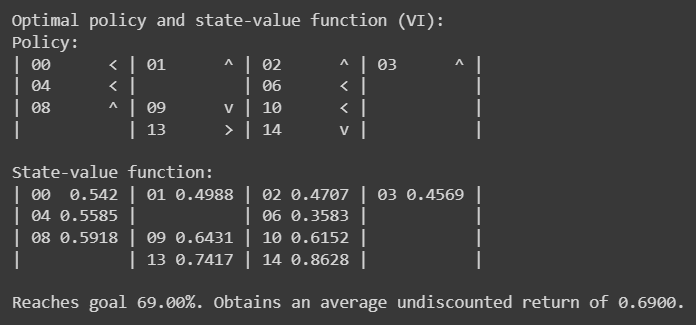 Optimal policy and state-value function (VI):
Policy:
| 00      < | 01      ^ | 02      ^ | 03      ^ |
| 04      < |           | 06      < |           |
| 08      ^ | 09      v | 10      < |           |
|           | 13      > | 14      v |           |
State-value function:
| 00  0.542 | 01 0.4988 | 02 0.4707 | 03 0.4569 |
| 04 0.5585 |           | 06 0.3583 |           |
| 08 0.5918 | 09 0.6431 | 10 0.6152 |           |
|           | 13 0.7417 | 14 0.8628 |           |
Reaches goal 69.00%. Obtains an average undiscounted return of 0.6900.